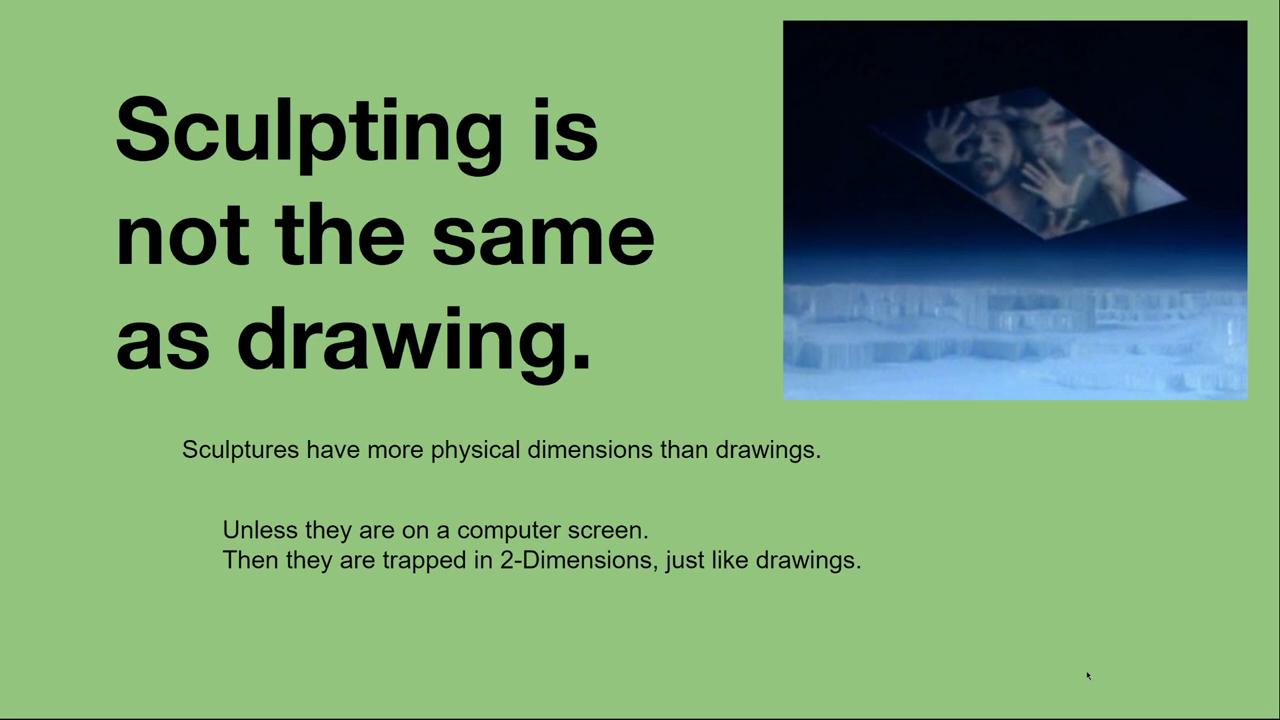 Sculpting is
not the same
as drawing.
Sculptures have more physical dimensions than drawings.
Unless they are on a computer screen.
Then they are trapped in 2-Dimensions, just like drawings.